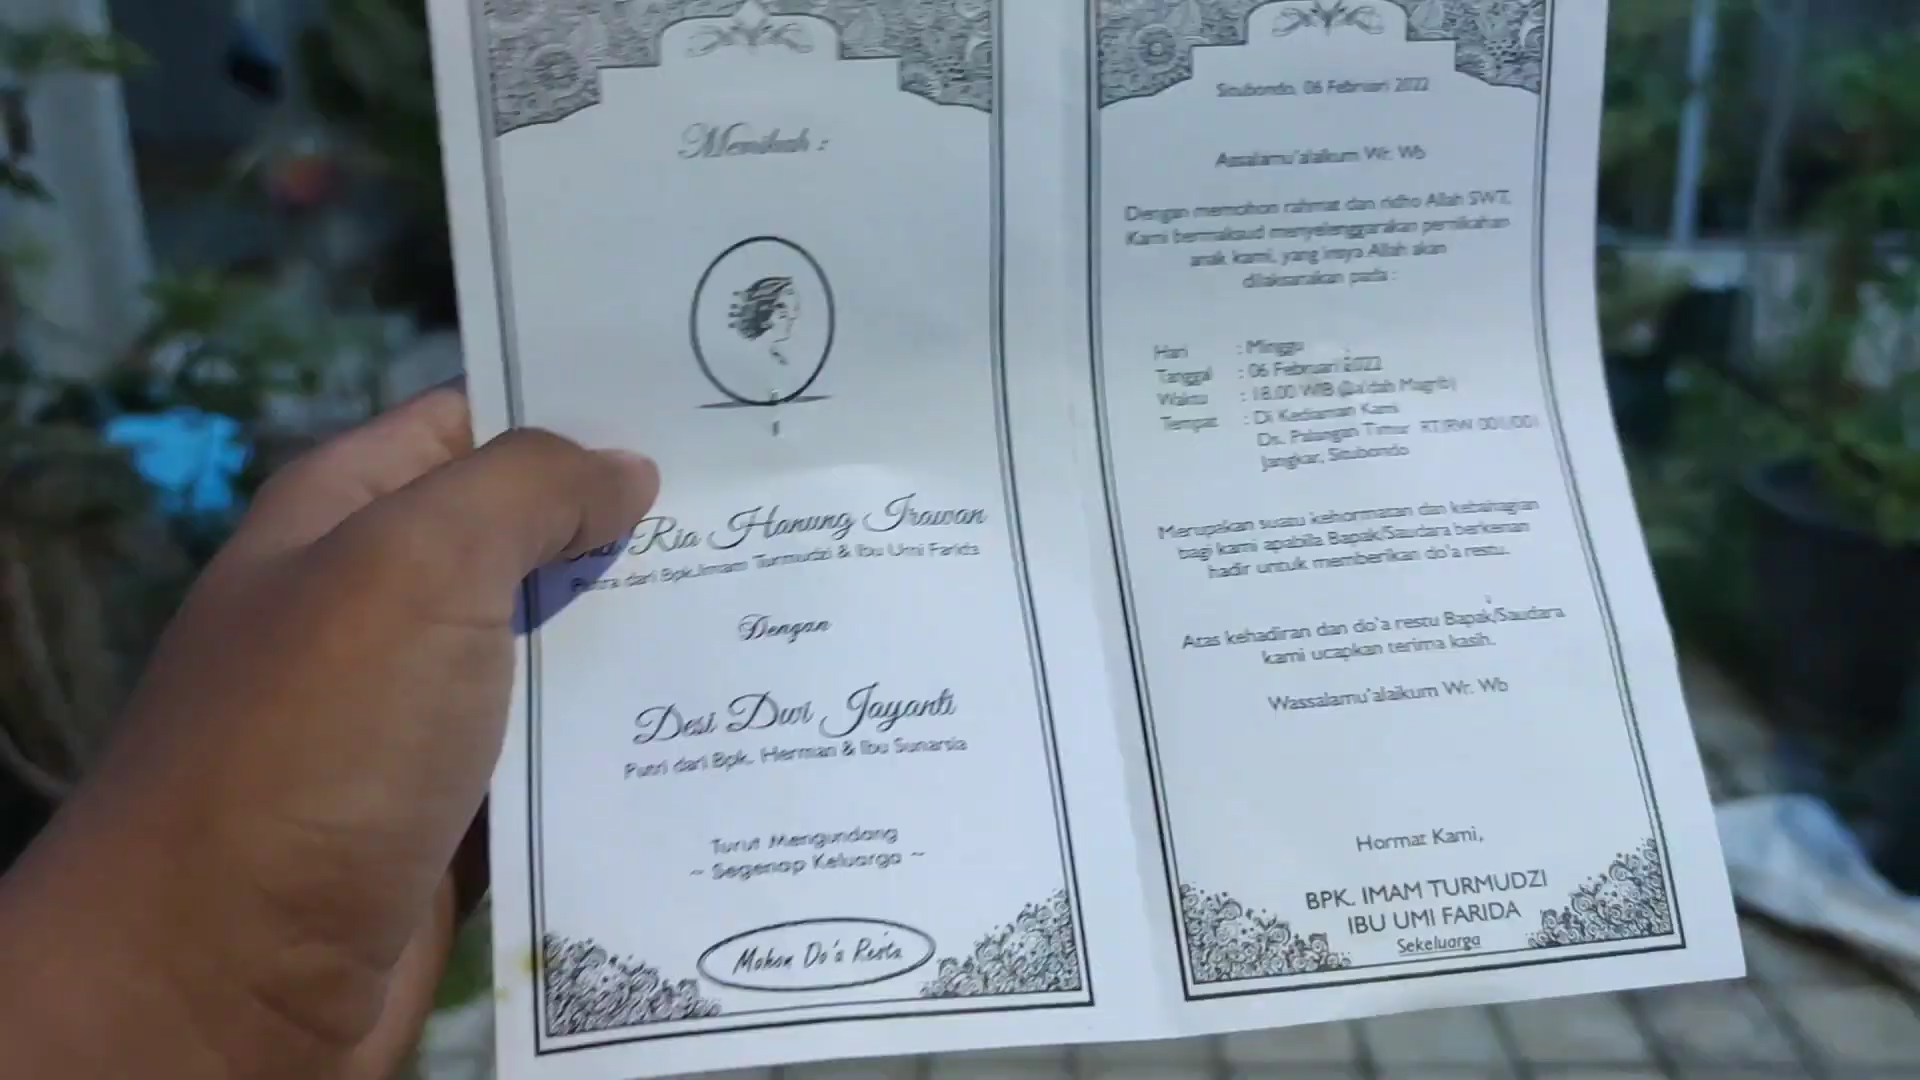 Menikah :
Ria Hanung Irawan
Putra dari Bpk.Imam Turmudzi & Ibu Umi Farida
Dengan
Desi Dwi Jayanti
Putri dari Bpk. Herman & Ibu Sunarsia
Turut Mengundang
~ Segenap Keluarga ~
Mohon Do'a Restu
Situbondo, 06 Februari 2022
Assalamu'alaikum Wr. Wb
Dengan memohon rahmat dan ridho Allah SWT,
Kami bermaksud menyelenggarakan pernikahan
anak kami, yang insya Allah akan
dilaksanakan pada :
Hari : Minggu
Tanggal : 06 Februari 2022
Waktu : 18.00 WIB (Ba'dah Magrib)
Tempat : Di Kediaman Kami
Ds. Palangan Timur RT/RW 001/001
Jangkar, Situbondo
Merupakan suatu kehormatan dan kebahagian
bagi kami apabila Bapak/Saudara berkenan
hadir untuk memberikan do'a restu.
Atas kehadiran dan do'a restu Bapak/Saudara
kami ucapkan terima kasih.
Wassalamu'alaikum Wr. Wb
Hormat Kami,
BPK. IMAM TURMUDZI
IBU UMI FARIDA
Sekeluarga